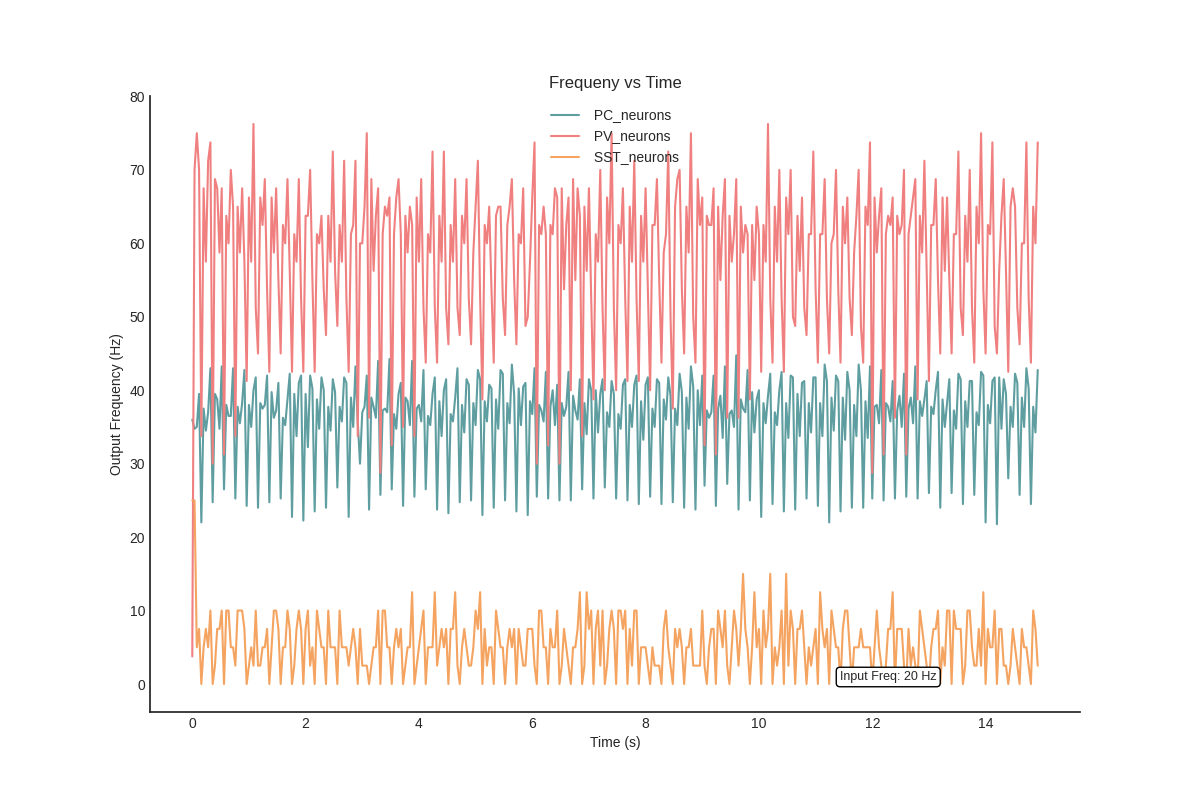 Frequeny vs Time
PC_neurons
PV_neurons
SST_neurons
Output Frequency (Hz)
80
70
60
50
40
30
20
10
0
Input Freq: 20 Hz
0 2 4 6 8 10 12 14
Time (s)